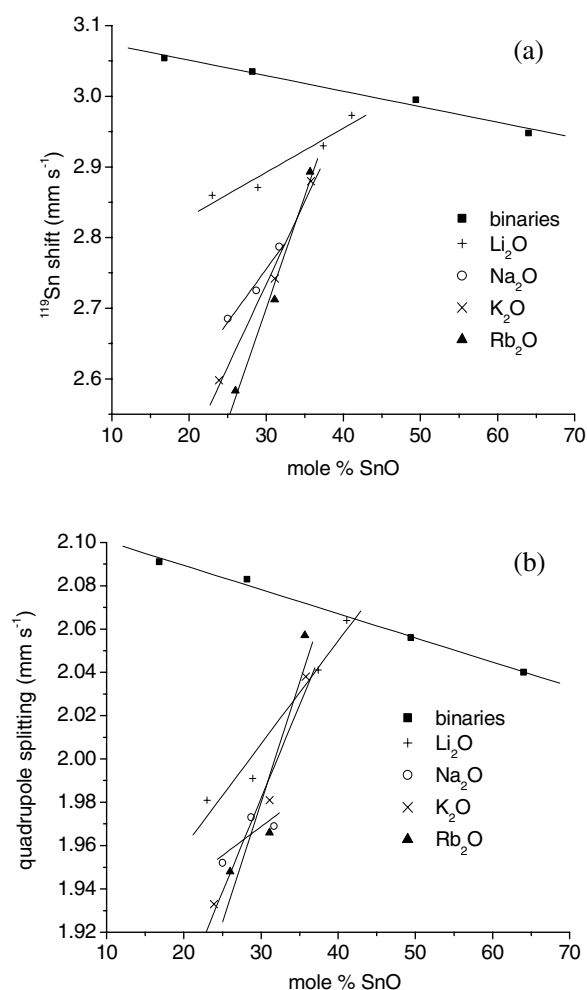 (a)
3.1
3.0
2.9
2.8
2.7
2.6
¹¹⁹Sn shift (mm s⁻¹)
binaries
Li₂O
Na₂O
K₂O
Rb₂O
10 20 30 40 50 60 70
mole % SnO
(b)
2.10
2.08
2.06
2.04
2.02
2.00
1.98
1.96
1.94
1.92
quadrupole splitting (mm s⁻¹)
binaries
Li₂O
Na₂O
K₂O
Rb₂O
10 20 30 40 50 60 70
mole % SnO